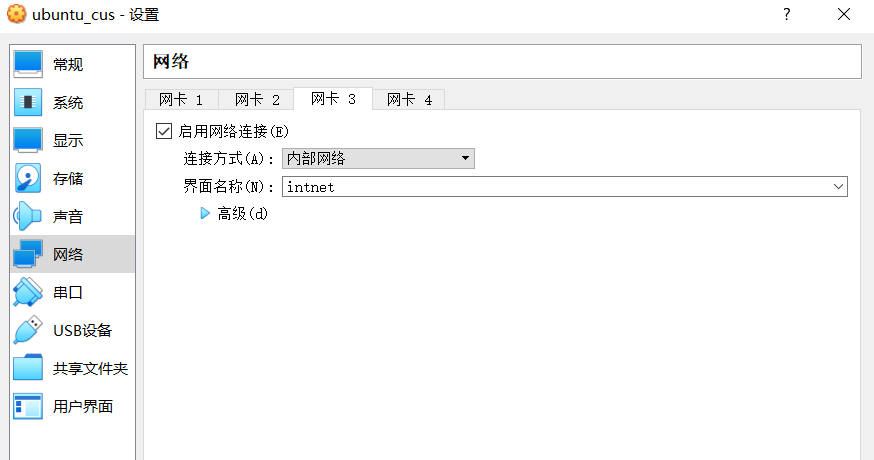 ubuntu_cus - 设置
?
常规
系统
显示
存储
声音
网络
串口
USB设备
共享文件夹
用户界面
网络
网卡 1 网卡 2 网卡 3 网卡 4
启用网络连接(E)
连接方式(A): 内部网络
界面名称(N): intnet
高级(d)